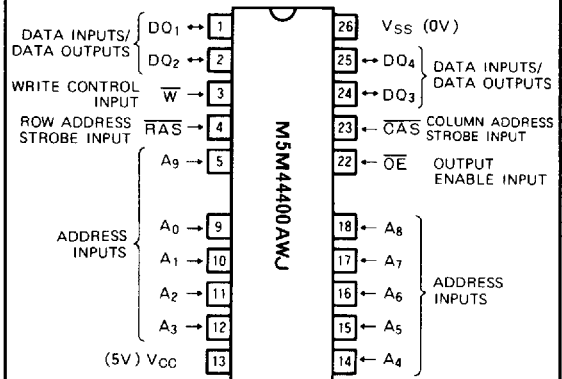 DATA INPUTS/
DATA OUTPUTS
DQ1 ↔ 1
DQ2 ↔ 2
WRITE CONTROL
INPUT
W̅ → 3
ROW ADDRESS
STROBE INPUT
R̅A̅S̅ → 4
A9 → 5
ADDRESS
INPUTS
A0 → 9
A1 → 10
A2 → 11
A3 → 12
(5V) VCC 13
M5M44400AWJ
26 VSS (0V)
25 ↔ DQ4
24 ↔ DQ3
DATA INPUTS/
DATA OUTPUTS
23 ← C̅A̅S̅
COLUMN ADDRESS
STROBE INPUT
22 ← O̅E̅
OUTPUT
ENABLE INPUT
18 ← A8
17 ← A7
16 ← A6
15 ← A5
14 ← A4
ADDRESS
INPUTS